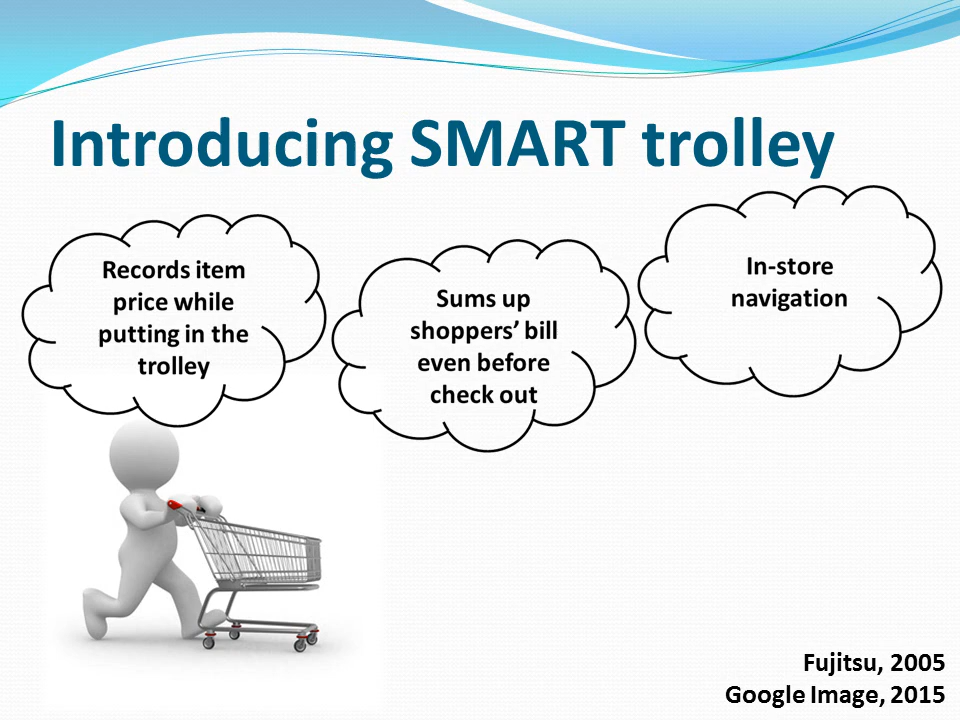 Introducing SMART trolley
Records item
price while
putting in the
trolley
Sums up
shoppers’ bill
even before
check out
In-store
navigation
Fujitsu, 2005
Google Image, 2015